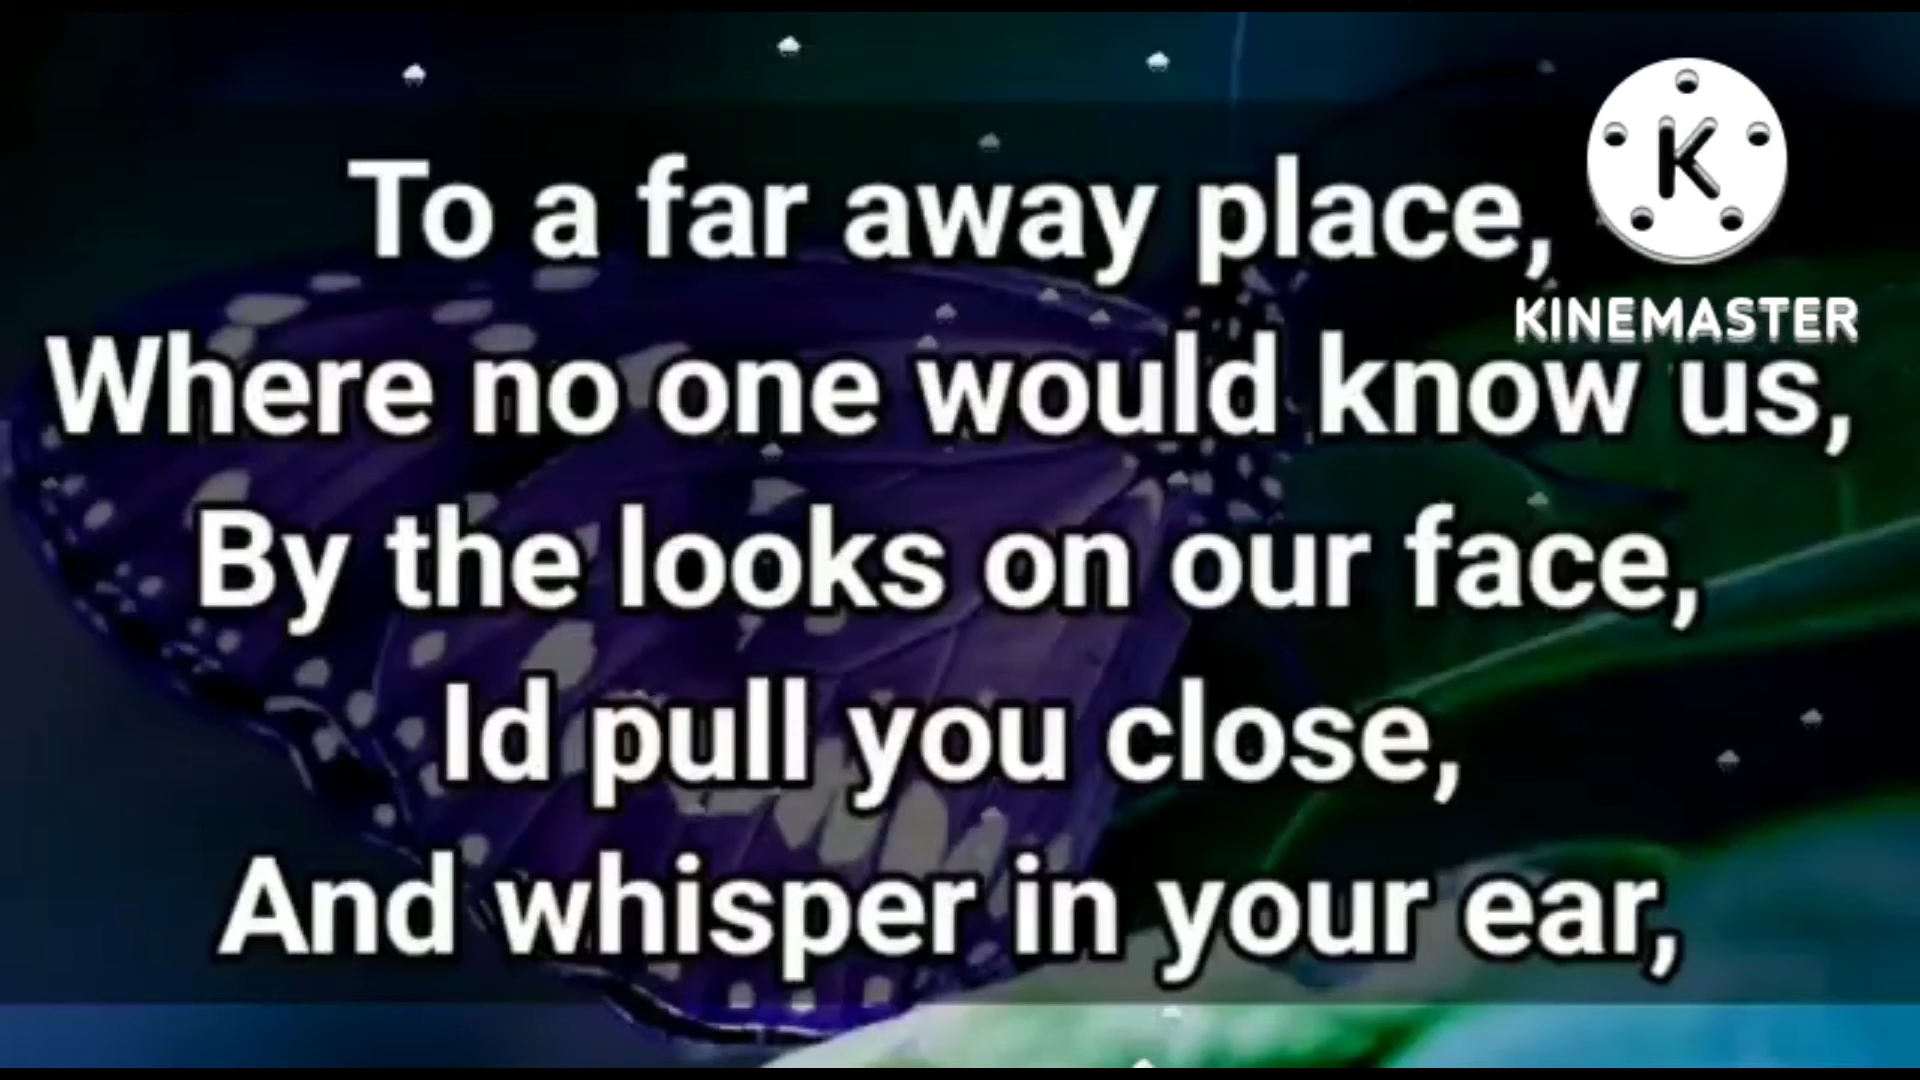 To a far away place,
K
KINEMASTER
Where no one would know us,
By the looks on our face,
Id pull you close,
And whisper in your ear,